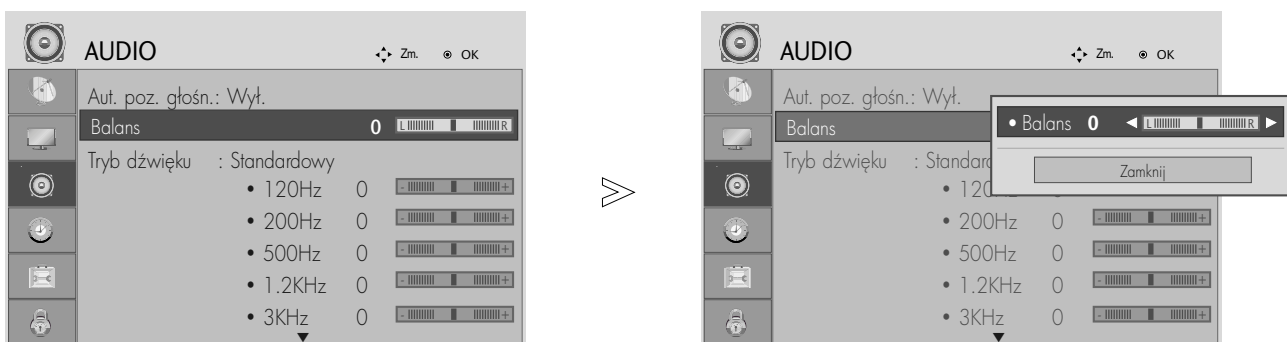 AUDIO Zm. OK
Aut. poz. głośn.: Wył.
Balans 0 L R
Tryb dźwięku : Standardowy
• 120Hz 0 - +
• 200Hz 0 - +
• 500Hz 0 - +
• 1.2KHz 0 - +
• 3KHz 0 - +
AUDIO Zm. OK
Aut. poz. głośn.: Wył.
Balans
• Balans 0 L R
Zamknij
Tryb dźwięku : Standar
• 120
• 200Hz 0 - +
• 500Hz 0 - +
• 1.2KHz 0 - +
• 3KHz 0 - +